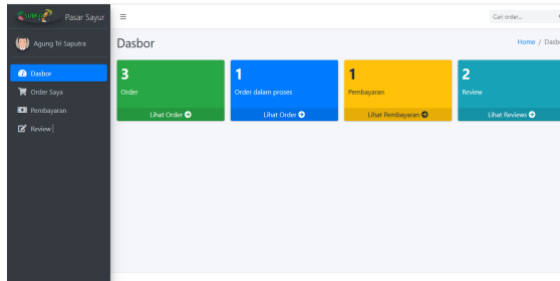 Pasar Sayur
Cari order...
Agung Tri Saputra
Dasbor
Home / Dasbo
Dasbor
Order Saya
Pembayaran
Review
3
Order
Lihat Order
1
Order dalam proses
Lihat Order
1
Pembayaran
Lihat Pembayaran
2
Review
Lihat Reviews